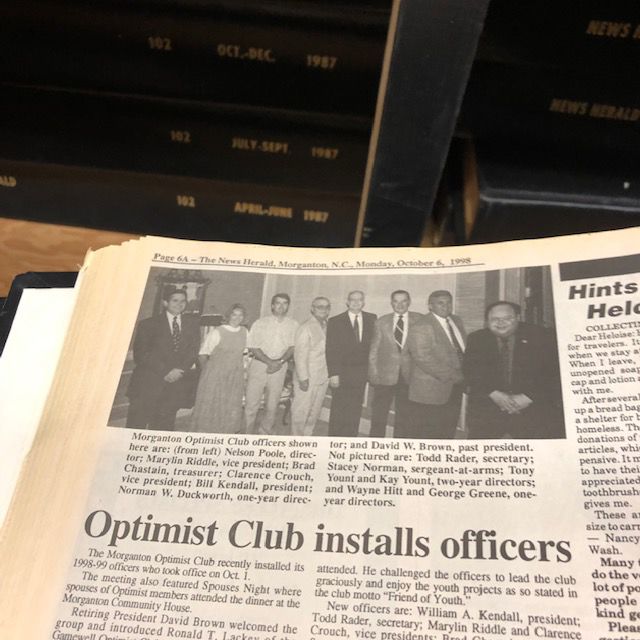 102 OCT.-DEC. 1987
102 JULY-SEPT. 1987
102 APRIL-JUNE 1987
NEWS HERALD
Page 6A – The News Herald, Morganton, N.C., Monday, October 6, 1998
Morganton Optimist Club officers shown
here are: (from left) Nelson Poole, direc-
tor; Marylin Riddle, vice president; Brad
Chastain, treasurer; Clarence Crouch,
vice president; Bill Kendall, president;
Norman W. Duckworth, one-year direc-
tor; and David W. Brown, past president.
Not pictured are: Todd Rader, secretary;
Stacey Norman, sergeant-at-arms; Tony
Yount and Kay Yount, two-year directors;
and Wayne Hitt and George Greene, one-
year directors.
Optimist Club installs officers
The Morganton Optimist Club recently installed its
1998-99 officers who took office on Oct. 1.
The meeting also featured Spouses Night where
spouses of Optimist members attended the dinner at the
Morganton Community House.
Retiring President David Brown welcomed the
group and introduced Ronald T. Lackey of the
attended. He challenged the officers to lead the club
graciously and enjoy the youth projects as so stated in
the club motto “Friend of Youth.”
New officers are: William A. Kendall, president;
Todd Rader, secretary; Marylin Riddle and Clarence
Crouch, vice presidents;
Hints
Hel
COLLECTI
Dear Heloise:
for travelers. It
when we stay a
When I leave,
unopened soap
cap and lotion
with me.
After several
up a bread ba
a shelter for
homeless. Th
donations of
articles, whi
pensive. It m
to have the
appreciated
toothbrush
gives me.
These a
size to cart
— Nancy
Wash.
Many
do the v
lot of po
people
kind o
Pleas